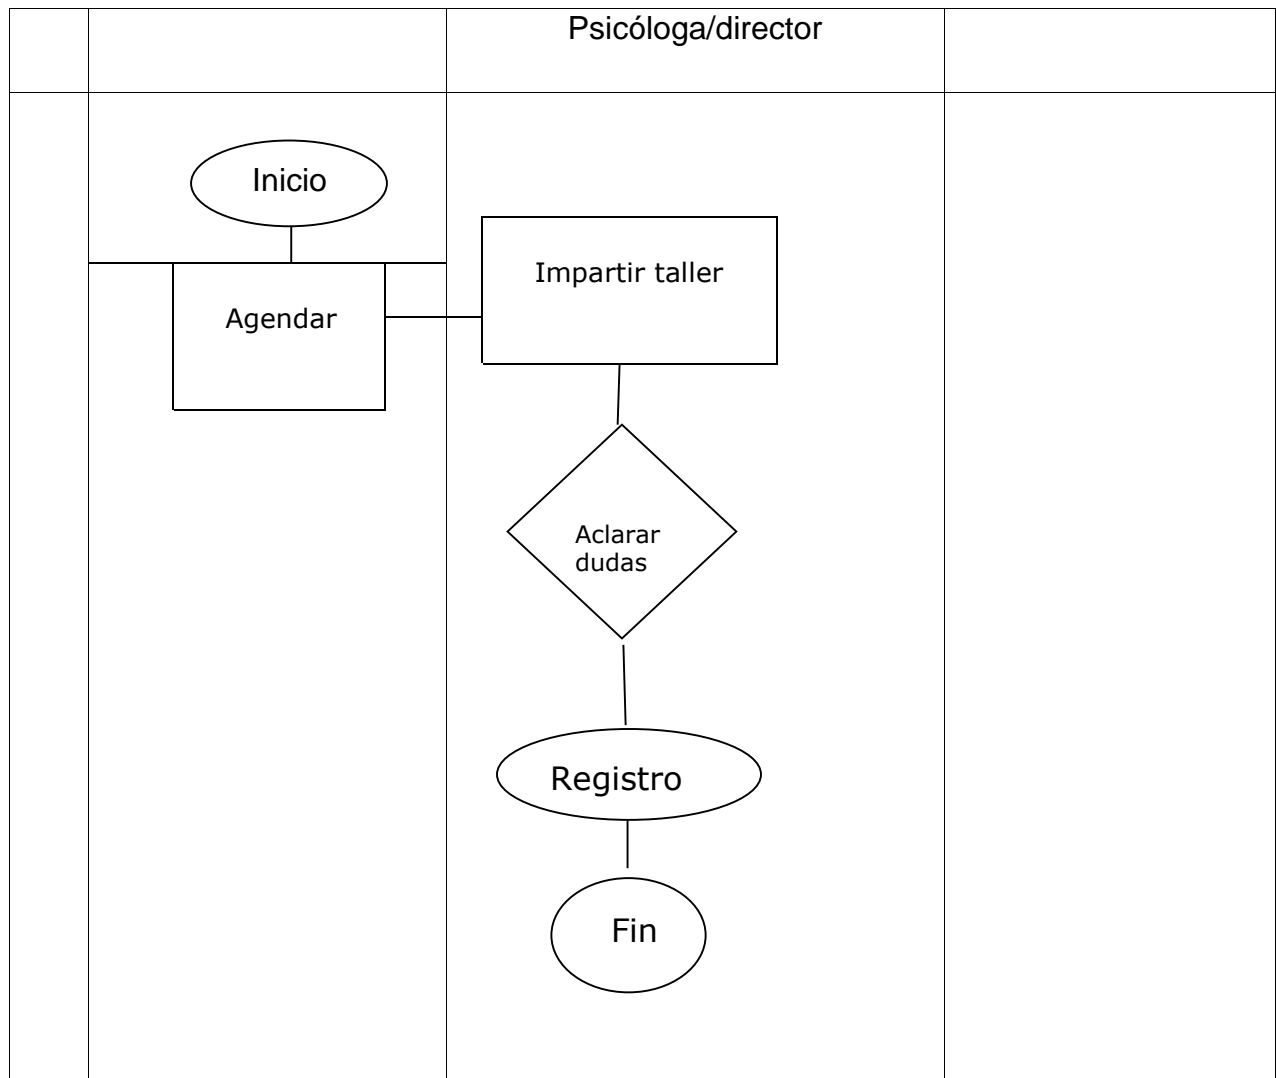 Psicóloga/director
Inicio
Impartir taller
Agendar
Aclarar
dudas
Registro
Fin